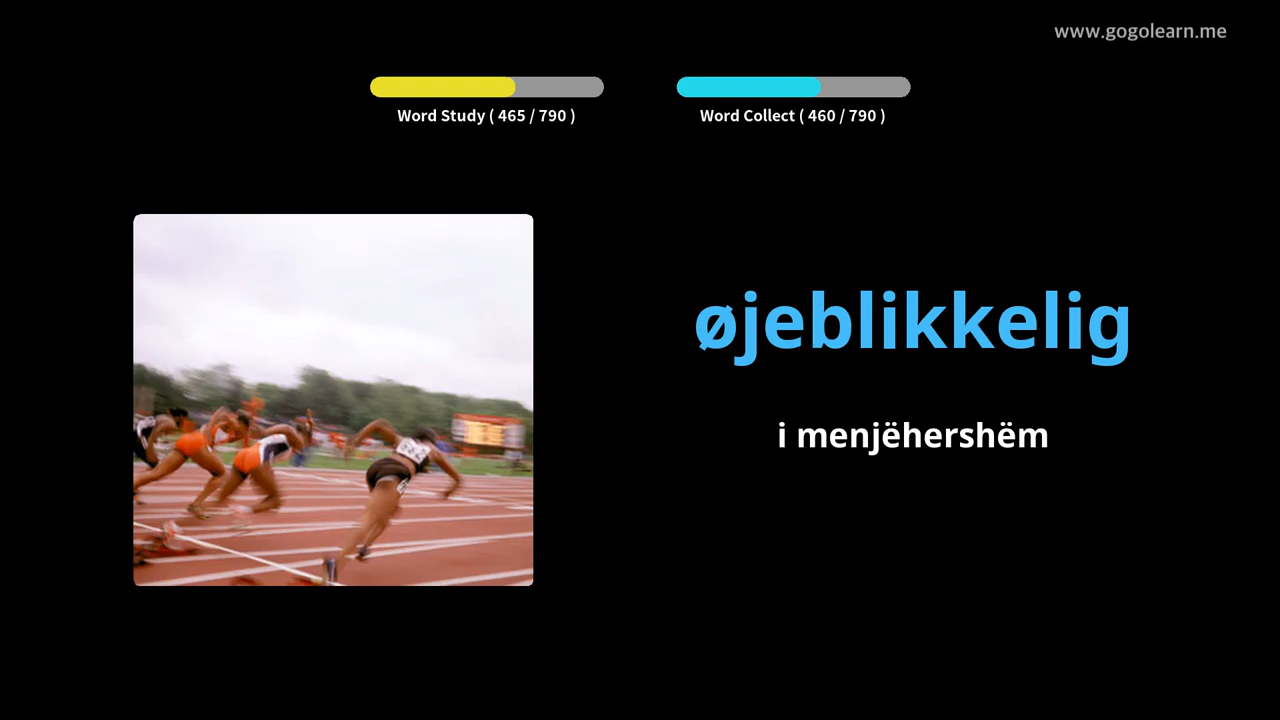 www.gogolearn.me
Word Study ( 465 / 790 )
Word Collect ( 460 / 790 )
øjeblikkelig
i menjëhershëm